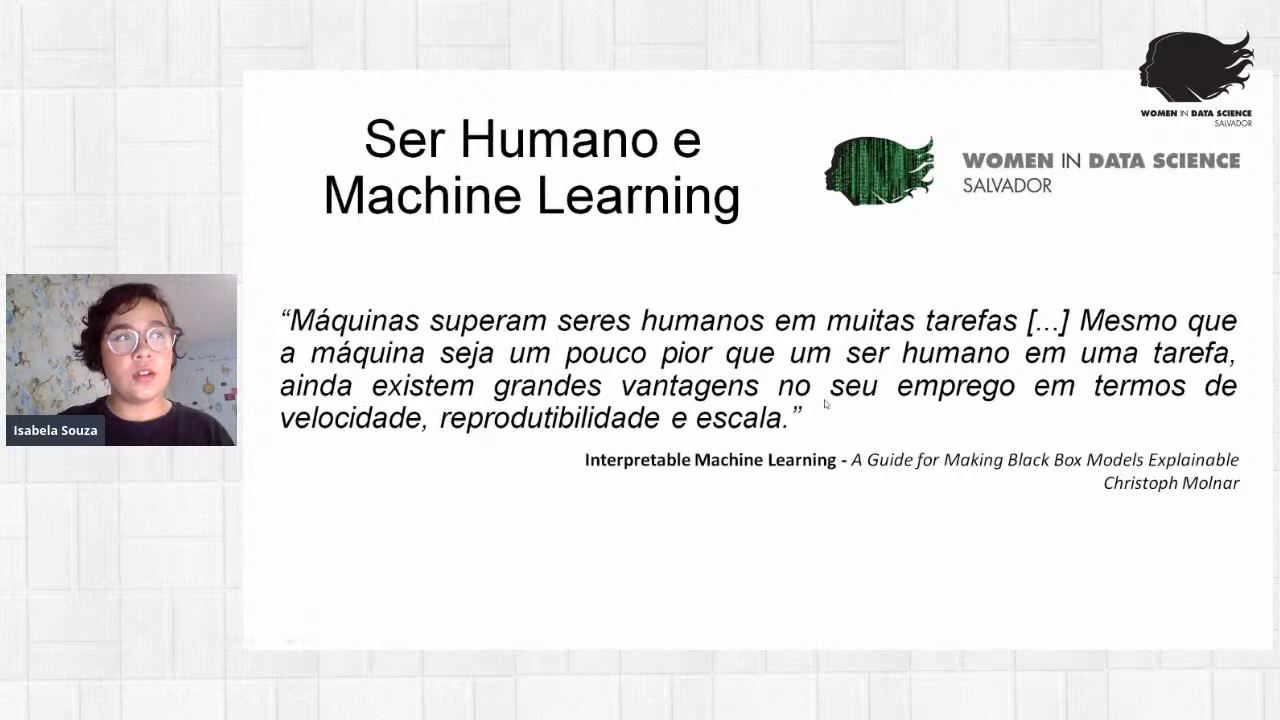 WOMEN IN DATA SCIENCE
SALVADOR
Ser Humano e
Machine Learning
WOMEN IN DATA SCIENCE
SALVADOR
“Máquinas superam seres humanos em muitas tarefas [...] Mesmo que
a máquina seja um pouco pior que um ser humano em uma tarefa,
ainda existem grandes vantagens no seu emprego em termos de
velocidade, reprodutibilidade e escala.”
Interpretable Machine Learning - A Guide for Making Black Box Models Explainable
Christoph Molnar
Isabela Souza